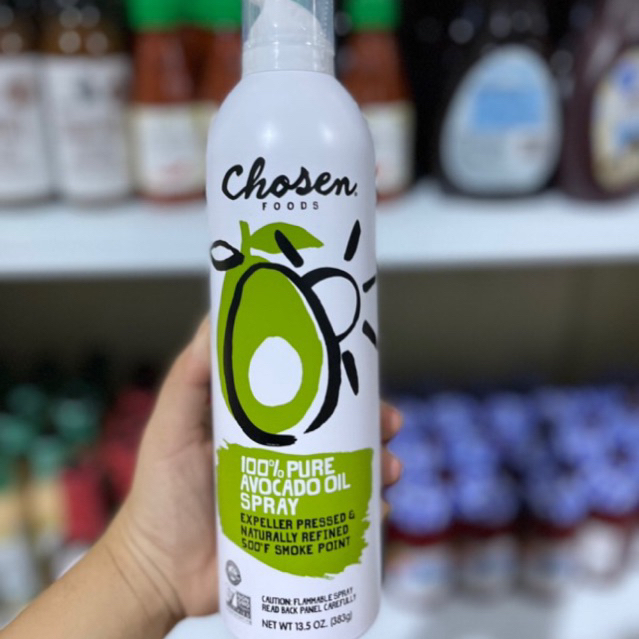 Chosen®
FOODS
100% PURE
AVOCADO OIL
SPRAY
EXPELLER PRESSED &
NATURALLY REFINED
500°F SMOKE POINT
CAUTION: FLAMMABLE SPRAY
READ BACK PANEL CAREFULLY
NET WT 13.5 OZ. (383g)